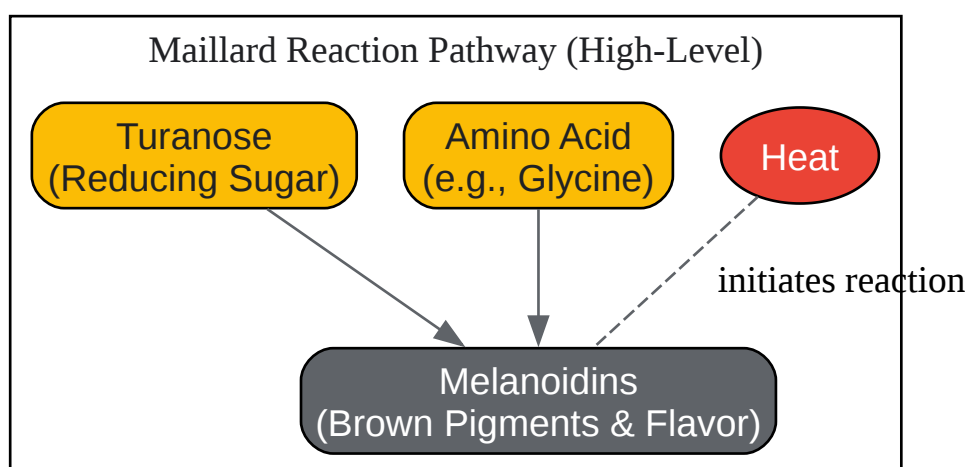 Maillard Reaction Pathway (High-Level)
Turanose
(Reducing Sugar)
Amino Acid
(e.g., Glycine)
Heat
initiates reaction
Melanoidins
(Brown Pigments & Flavor)